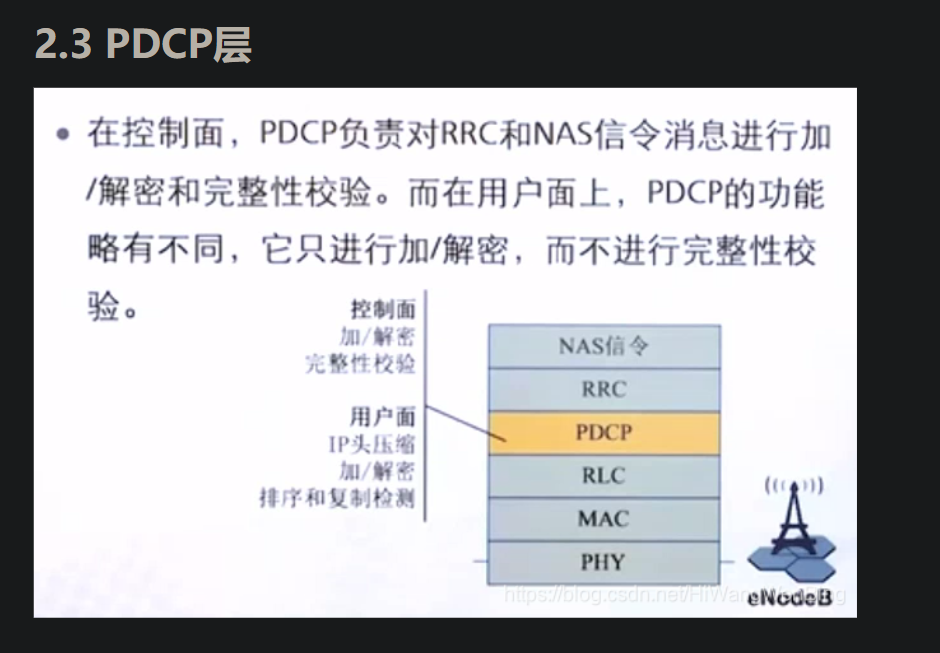 2.3 PDCP层
• 在控制面，PDCP负责对RRC和NAS信令消息进行加
/解密和完整性校验。而在用户面上，PDCP的功能
略有不同，它只进行加/解密，而不进行完整性校
验。
控制面
加/解密
完整性校验
用户面
IP头压缩
加/解密
排序和复制检测
NAS信令
RRC
PDCP
RLC
MAC
PHY
eNodeB
https://blog.csdn.net/HiWang